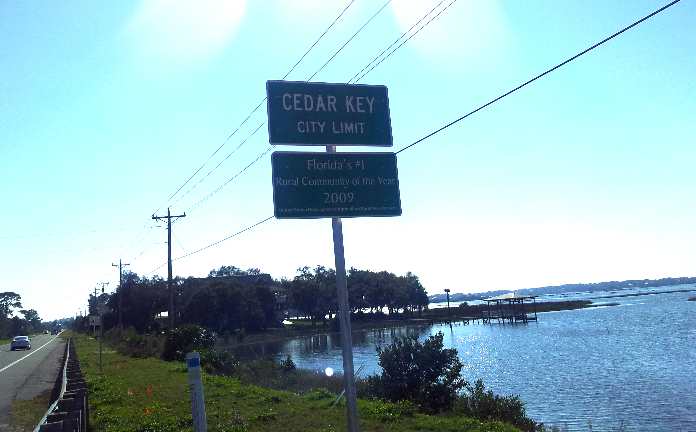 CEDAR KEY
CITY LIMIT
Florida's #1
Rural Community of the Year
2009